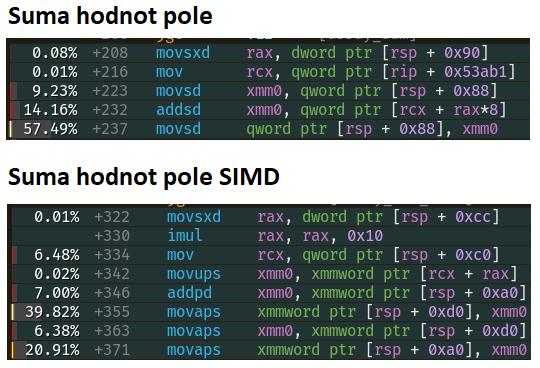 Suma hodnot pole
0.08% +208 movsxd rax, dword ptr [rsp + 0x90]
0.01% +216 mov rcx, qword ptr [rip + 0x53ab1]
9.23% +223 movsd xmm0, qword ptr [rsp + 0x88]
14.16% +232 addsd xmm0, qword ptr [rcx + rax*8]
57.49% +237 movsd qword ptr [rsp + 0x88], xmm0
Suma hodnot pole SIMD
0.01% +322 movsxd rax, dword ptr [rsp + 0xcc]
+330 imul rax, rax, 0x10
6.48% +334 mov rcx, qword ptr [rsp + 0xc0]
0.02% +342 movups xmm0, xmmword ptr [rcx + rax]
7.00% +346 addpd xmm0, xmmword ptr [rsp + 0xa0]
39.82% +355 movaps xmmword ptr [rsp + 0xd0], xmm0
6.38% +363 movaps xmm0, xmmword ptr [rsp + 0xd0]
20.91% +371 movaps xmmword ptr [rsp + 0xa0], xmm0